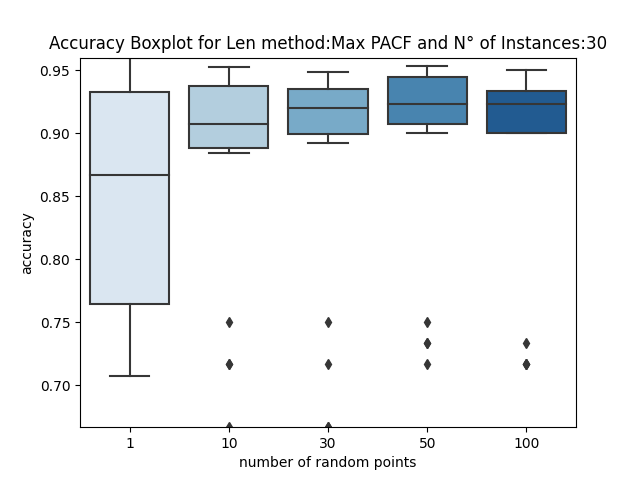 Accuracy Boxplot for Len method:Max PACF and N° of Instances:30
0.95
0.90
0.85
0.80
0.75
0.70
accuracy
1 10 30 50 100
number of random points